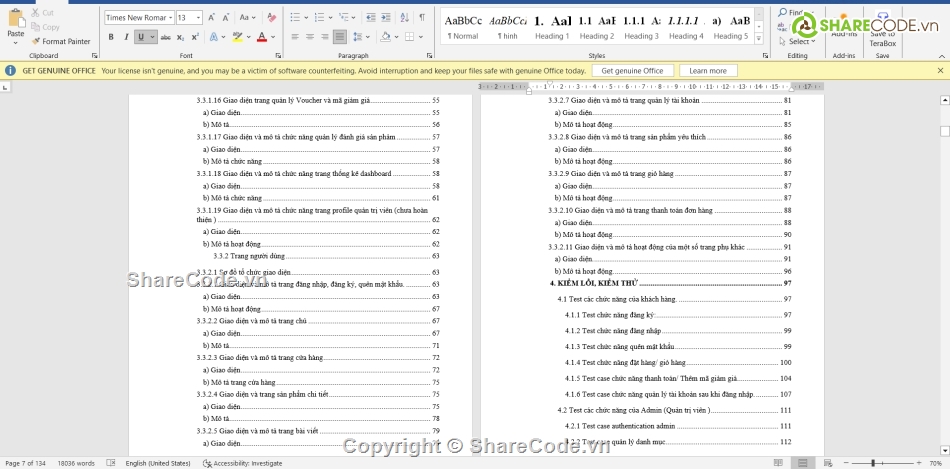 Cut
Copy
Format Painter
Paste
Clipboard
Times New Roman
13
Font
Paragraph
AaBbCc AaBbCcI 1. Aal 1.1 AaB 1.1.1 A 1.1.1.1 . a) AaB
¶ Normal ¶ hinh Heading 1 Heading 2 Heading 3 Heading 4 Heading 5
Styles
Find
Select
Editing
Add-ins
Add-ins
Save to
TeraBox
Save
SHARECODE.vn
GET GENUINE OFFICE Your license isn't genuine, and you may be a victim of software counterfeiting. Avoid interruption and keep your files safe with genuine Office today. Get genuine Office Learn more
3.3.1.16 Giao diện trang quản lý Voucher và mã giảm giá 55
a) Giao diện 55
b) Mô tả 56
3.3.1.17 Giao diện và mô tả chức năng quản lý đánh giá sản phẩm 57
a) Giao diện 57
b) Mô tả chức năng 58
3.3.1.18 Giao diện và mô tả chức năng trang thống kê dashboard 58
a) Giao diện 58
b) Mô tả chức năng 61
3.3.1.19 Giao diện và mô tả chức năng trang profile quản trị viên (chưa hoàn
thiện ) 62
a) Giao diện 62
b) Mô tả hoạt động 62
3.3.2 Trang người dùng 63
3.3.2.1 Sơ đồ tổ chức giao diện 63
ShareCode.vn
mô tả trang đăng nhập, đăng ký, quên mật khẩu. 63
a) Giao diện 63
b) Mô tả hoạt động 67
3.3.2.2 Giao diện và mô tả trang chủ 67
a) Giao diện 67
b) Mô tả 71
3.3.2.3 Giao diện và mô tả trang cửa hàng 72
a) Giao diện 72
b) Mô tả trang cửa hàng 75
3.3.2.4 Giao diện và trang sản phẩm chi tiết 75
a) Giao diện 75
b) Mô tả 78
3.3.2.5 Giao diện và mô tả trang bài viết 79
a) Giao diện
3.3.2.7 Giao diện và mô tả trang quản lý tài khoản 81
a) Giao diện 81
b) Mô tả hoạt động 85
3.3.2.8 Giao diện và mô tả trang sản phẩm yêu thích 86
a) Giao diện 86
b) Mô tả hoạt động 86
3.3.2.9 Giao diện và mô tả trang giỏ hàng 87
a) Giao diện 87
b) Mô tả hoạt động 87
3.3.2.10 Giao diện và mô tả trang thanh toán đơn hàng 88
a) Giao diện 88
b) Mô tả hoạt động 90
3.3.2.11 Giao diện và mô tả hoạt động của một số trang phụ khác 91
a) Giao diện 91
b) Mô tả hoạt động 96
4. KIỂM LỖI, KIỂM THỬ 97
4.1 Test các chức năng của khách hàng. 97
4.1.1 Test chức năng đăng ký: 97
4.1.2 Test chức năng đăng nhập 99
4.1.3 Test chức năng quên mật khẩu 99
4.1.4 Test chức năng đặt hàng/ giỏ hàng 100
4.1.5 Test case chức năng thanh toán/ Thêm mã giảm giá 104
4.1.6 Test case chức năng quản lý tài khoản sau khi đăng nhập 107
4.2 Test các chức năng của Admin (Quản trị viên ) 111
4.2.1 Test case authentication admin 111
4.2.2 Test case quản lý danh mục 112
Copyright © ShareCode.vn
Page 7 of 134 18036 words English (United States) Accessibility: Investigate 70%